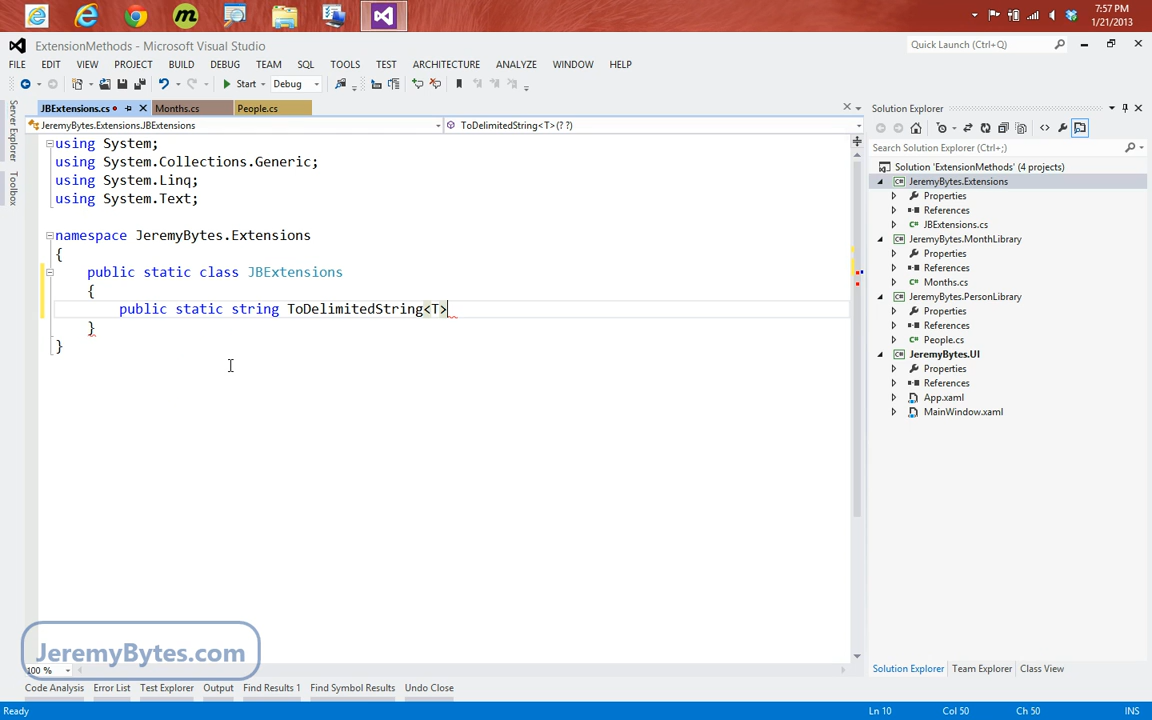 7:57 PM
1/21/2013
ExtensionMethods - Microsoft Visual Studio
Quick Launch (Ctrl+Q)
FILE EDIT VIEW PROJECT BUILD DEBUG TEAM SQL TOOLS TEST ARCHITECTURE ANALYZE WINDOW HELP
Start Debug
JBExtensions.cs Months.cs People.cs
JeremyBytes.Extensions.JBExtensions
ToDelimitedString<T>(? ?)
Server Explorer
Toolbox
using System;
using System.Collections.Generic;
using System.Linq;
using System.Text;
namespace JeremyBytes.Extensions
{
public static class JBExtensions
{
public static string ToDelimitedString<T>
}
}
Solution Explorer
Search Solution Explorer (Ctrl+;)
Solution 'ExtensionMethods' (4 projects)
JeremyBytes.Extensions
Properties
References
JBExtensions.cs
JeremyBytes.MonthLibrary
Properties
References
Months.cs
JeremyBytes.PersonLibrary
Properties
References
People.cs
JeremyBytes.UI
Properties
References
App.xaml
MainWindow.xaml
JeremyBytes.com
100 %
Solution Explorer Team Explorer Class View
Code Analysis Error List Test Explorer Output Find Results 1 Find Symbol Results Undo Close
Ready Ln 10 Col 50 Ch 50 INS